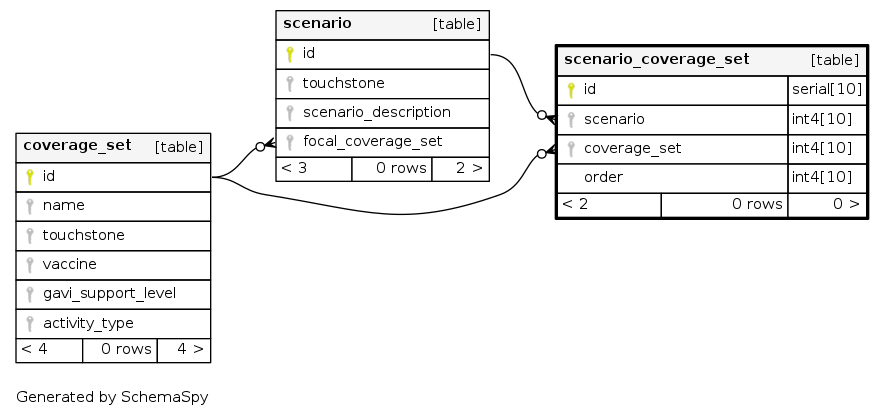 scenario [table]
id
touchstone
scenario_description
focal_coverage_set
< 3 0 rows 2 >
scenario_coverage_set [table]
id serial[10]
scenario int4[10]
coverage_set int4[10]
order int4[10]
< 2 0 rows 0 >
coverage_set [table]
id
name
touchstone
vaccine
gavi_support_level
activity_type
< 4 0 rows 4 >
Generated by SchemaSpy